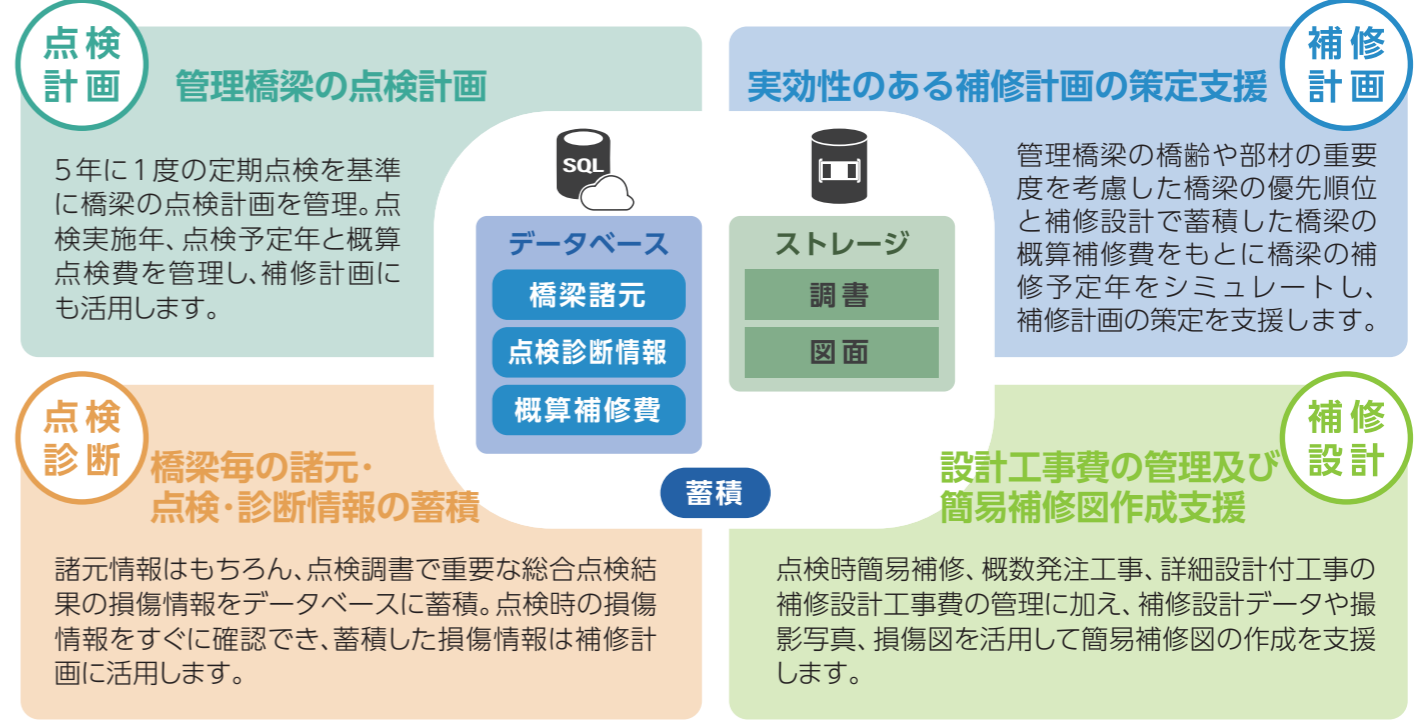 点検
計画
管理橋梁の点検計画
5年に1度の定期点検を基準
に橋梁の点検計画を管理。点
検実施年、点検予定年と概算
点検費を管理し、補修計画に
も活用します。
補修
計画
実効性のある補修計画の策定支援
管理橋梁の橋齢や部材の重要
度を考慮した橋梁の優先順位
と補修設計で蓄積した橋梁の
概算補修費をもとに橋梁の補
修予定年をシミュレートし、
補修計画の策定を支援します。
SQL
データベース
橋梁諸元
点検診断情報
概算補修費
ストレージ
調書
図面
蓄積
点検
診断
橋梁毎の諸元・
点検・診断情報の蓄積
諸元情報はもちろん、点検調書で重要な総合点検結
果の損傷情報をデータベースに蓄積。点検時の損傷
情報をすぐに確認でき、蓄積した損傷情報は補修計
画に活用します。
補修
設計
設計工事費の管理及び
簡易補修図作成支援
点検時簡易補修、概数発注工事、詳細設計付工事の
補修設計工事費の管理に加え、補修設計データや撮
影写真、損傷図を活用して簡易補修図の作成を支援
します。